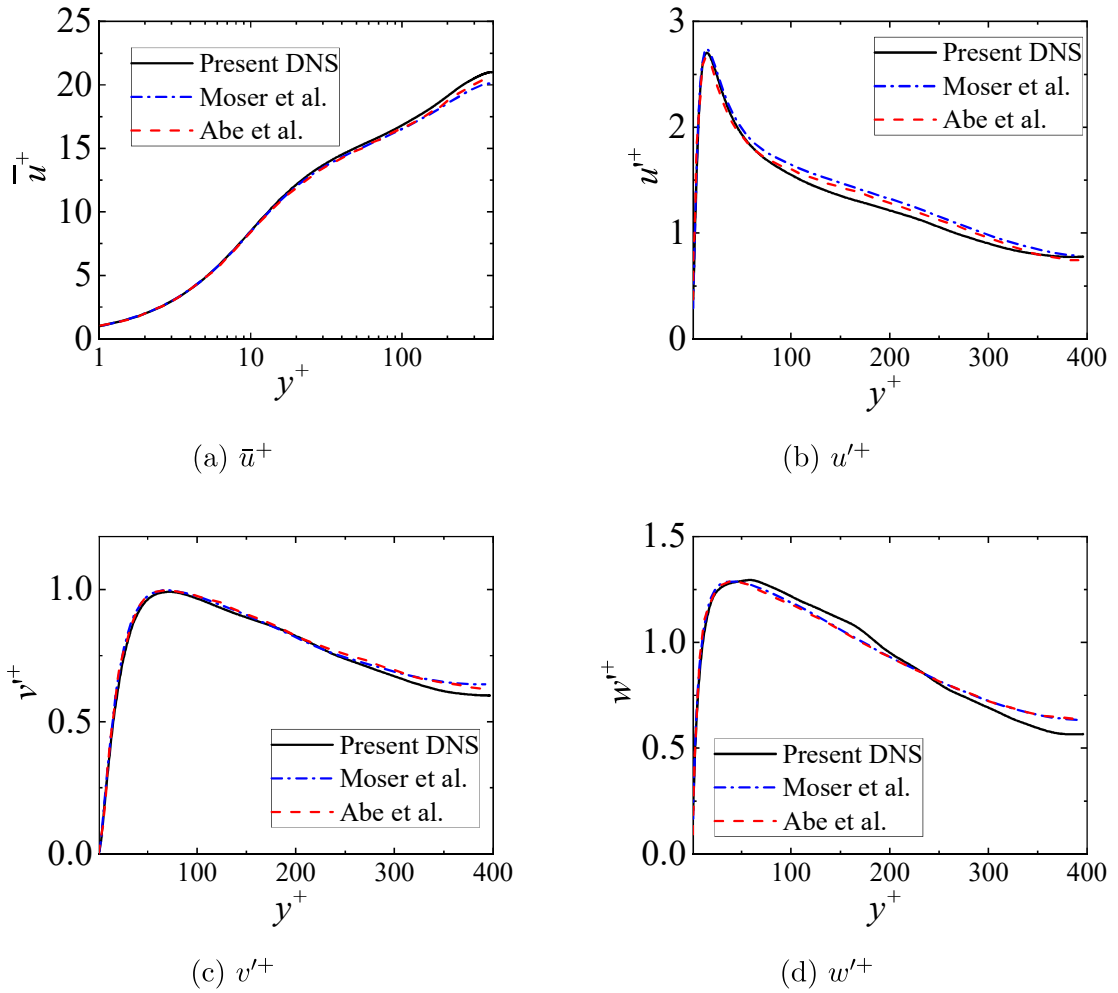 25
20
15
10
5
0
1
10
100
u̅⁺
y⁺
Present DNS
Moser et al.
Abe et al.
(a) u̅⁺
3
2
1
0
100
200
300
400
u'⁺
y⁺
Present DNS
Moser et al.
Abe et al.
(b) u'⁺
1.0
0.5
0.0
100
200
300
400
v'⁺
y⁺
Present DNS
Moser et al.
Abe et al.
(c) v'⁺
1.5
1.0
0.5
0.0
100
200
300
400
w'⁺
y⁺
Present DNS
Moser et al.
Abe et al.
(d) w'⁺